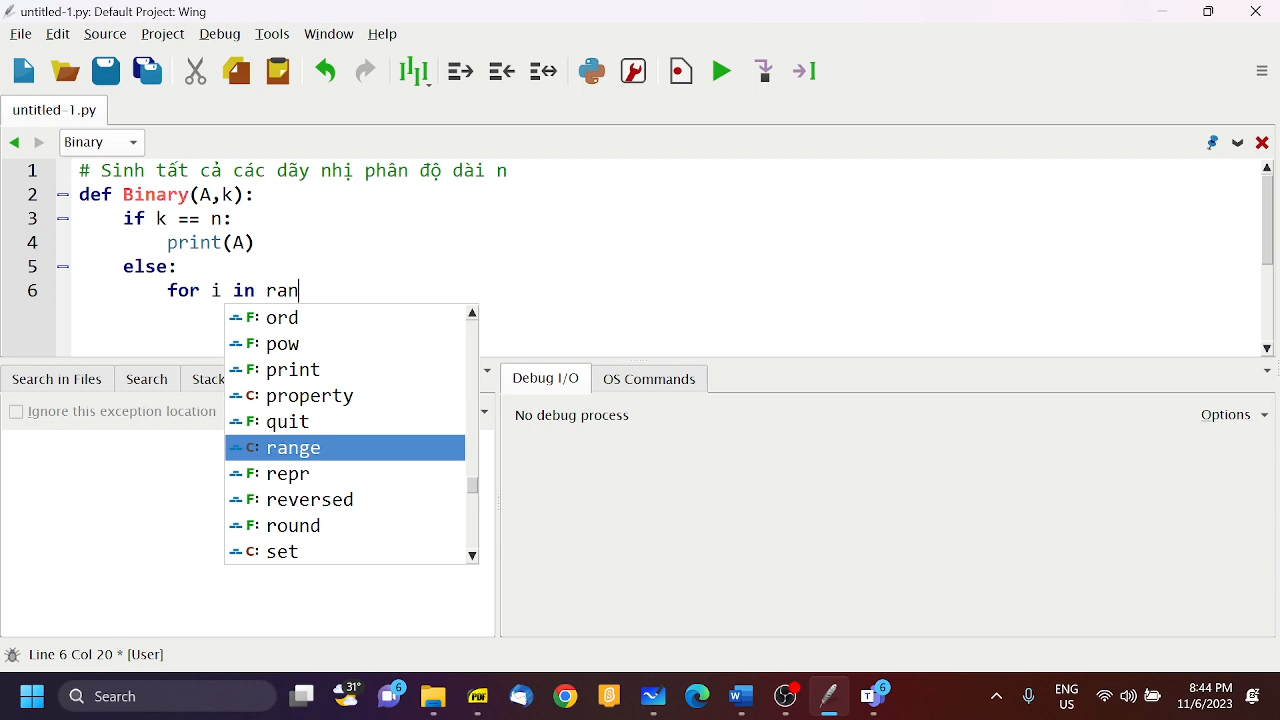 untitled-1.py: Default Project: Wing
File Edit Source Project Debug Tools Window Help
untitled-1.py
Binary
1 # Sinh tất cả các dãy nhị phân độ dài n
2 def Binary(A,k):
3 if k == n:
4 print(A)
5 else:
6 for i in ran
F: ord
F: pow
F: print
C: property
F: quit
C: range
F: repr
F: reversed
F: round
C: set
Search in Files Search Stack Debug I/O OS Commands
Ignore this exception location
No debug process Options
Line 6 Col 20 * [User]
Search 31° 6 PDF 6 ENG US 8:44 PM 11/6/2023